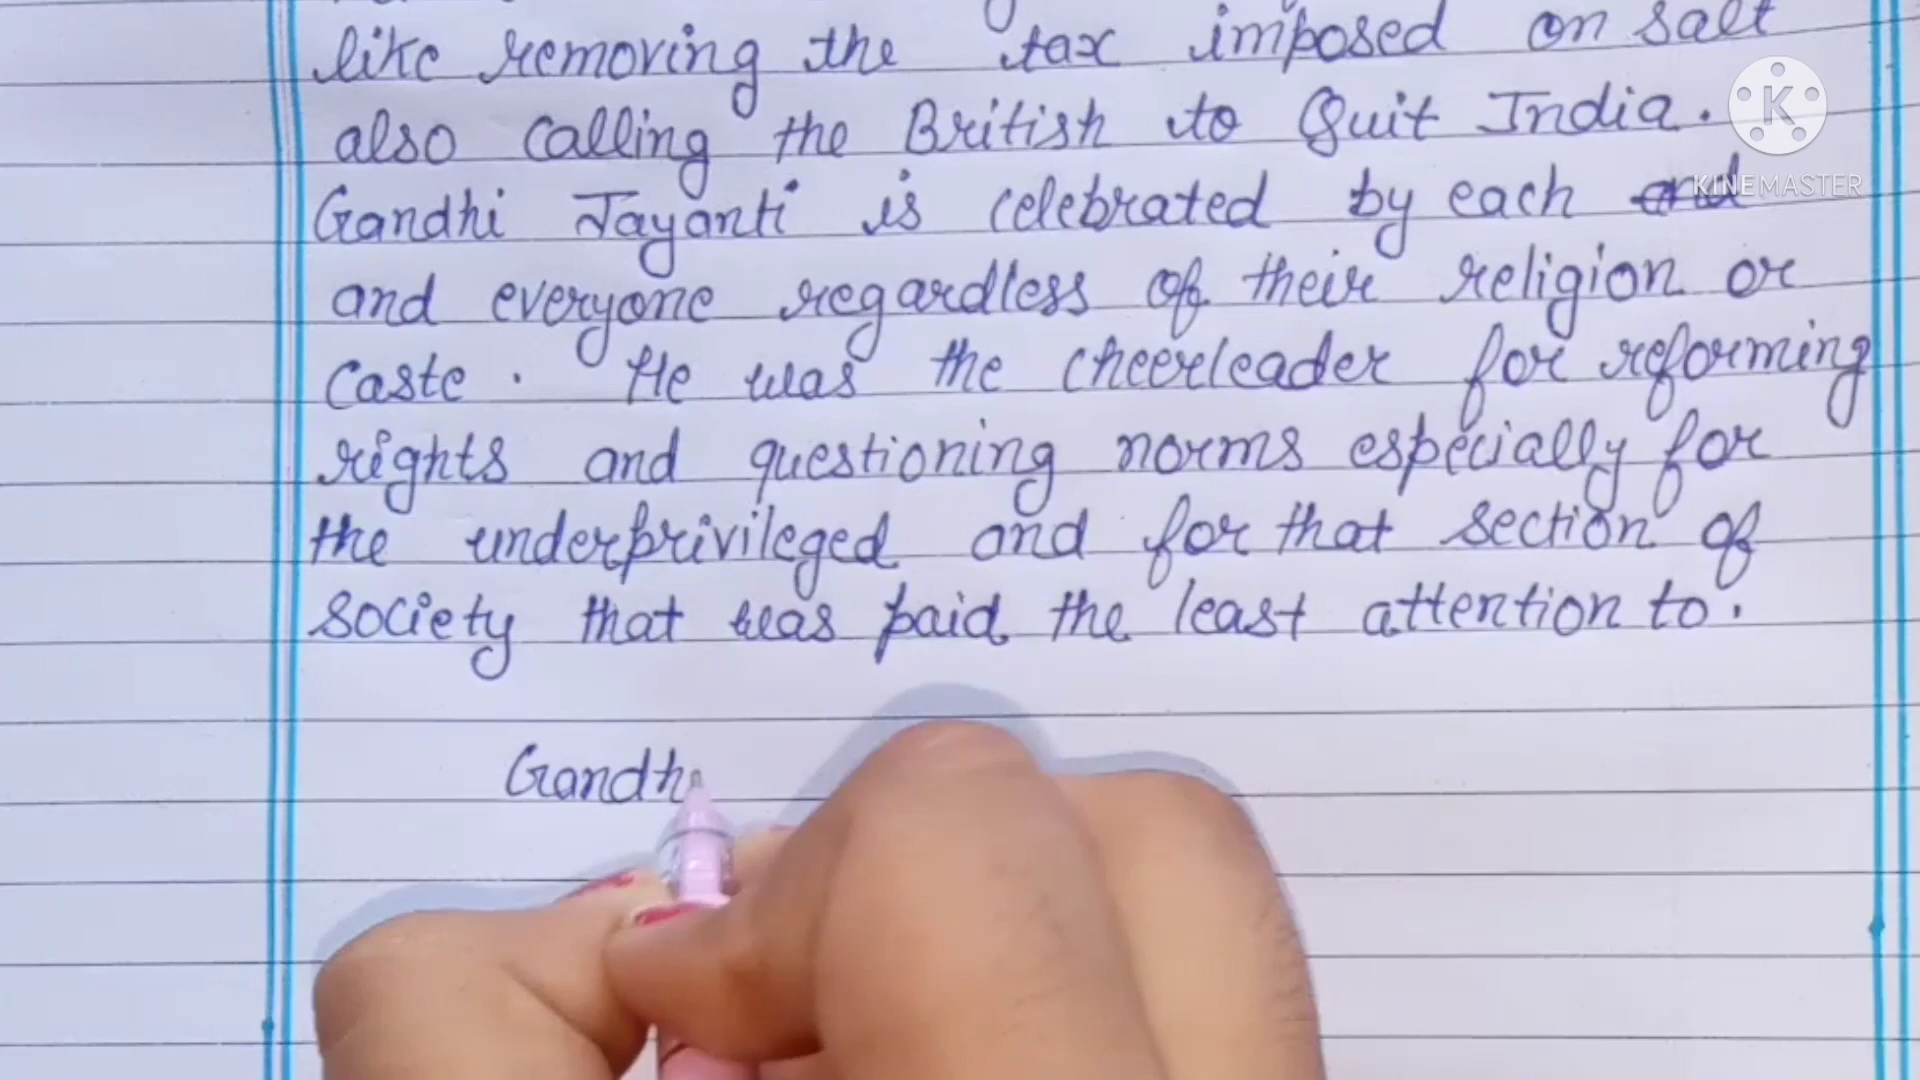 like removing the tax imposed on salt
also calling the British to Quit India.
Gandhi Jayanti is celebrated by each and
and everyone regardless of their religion or
caste. He was the cheerleader for reforming
rights and questioning norms especially for
the underprivileged and for that section of
society that was paid the least attention to.
Gandh
K
KINEMASTER